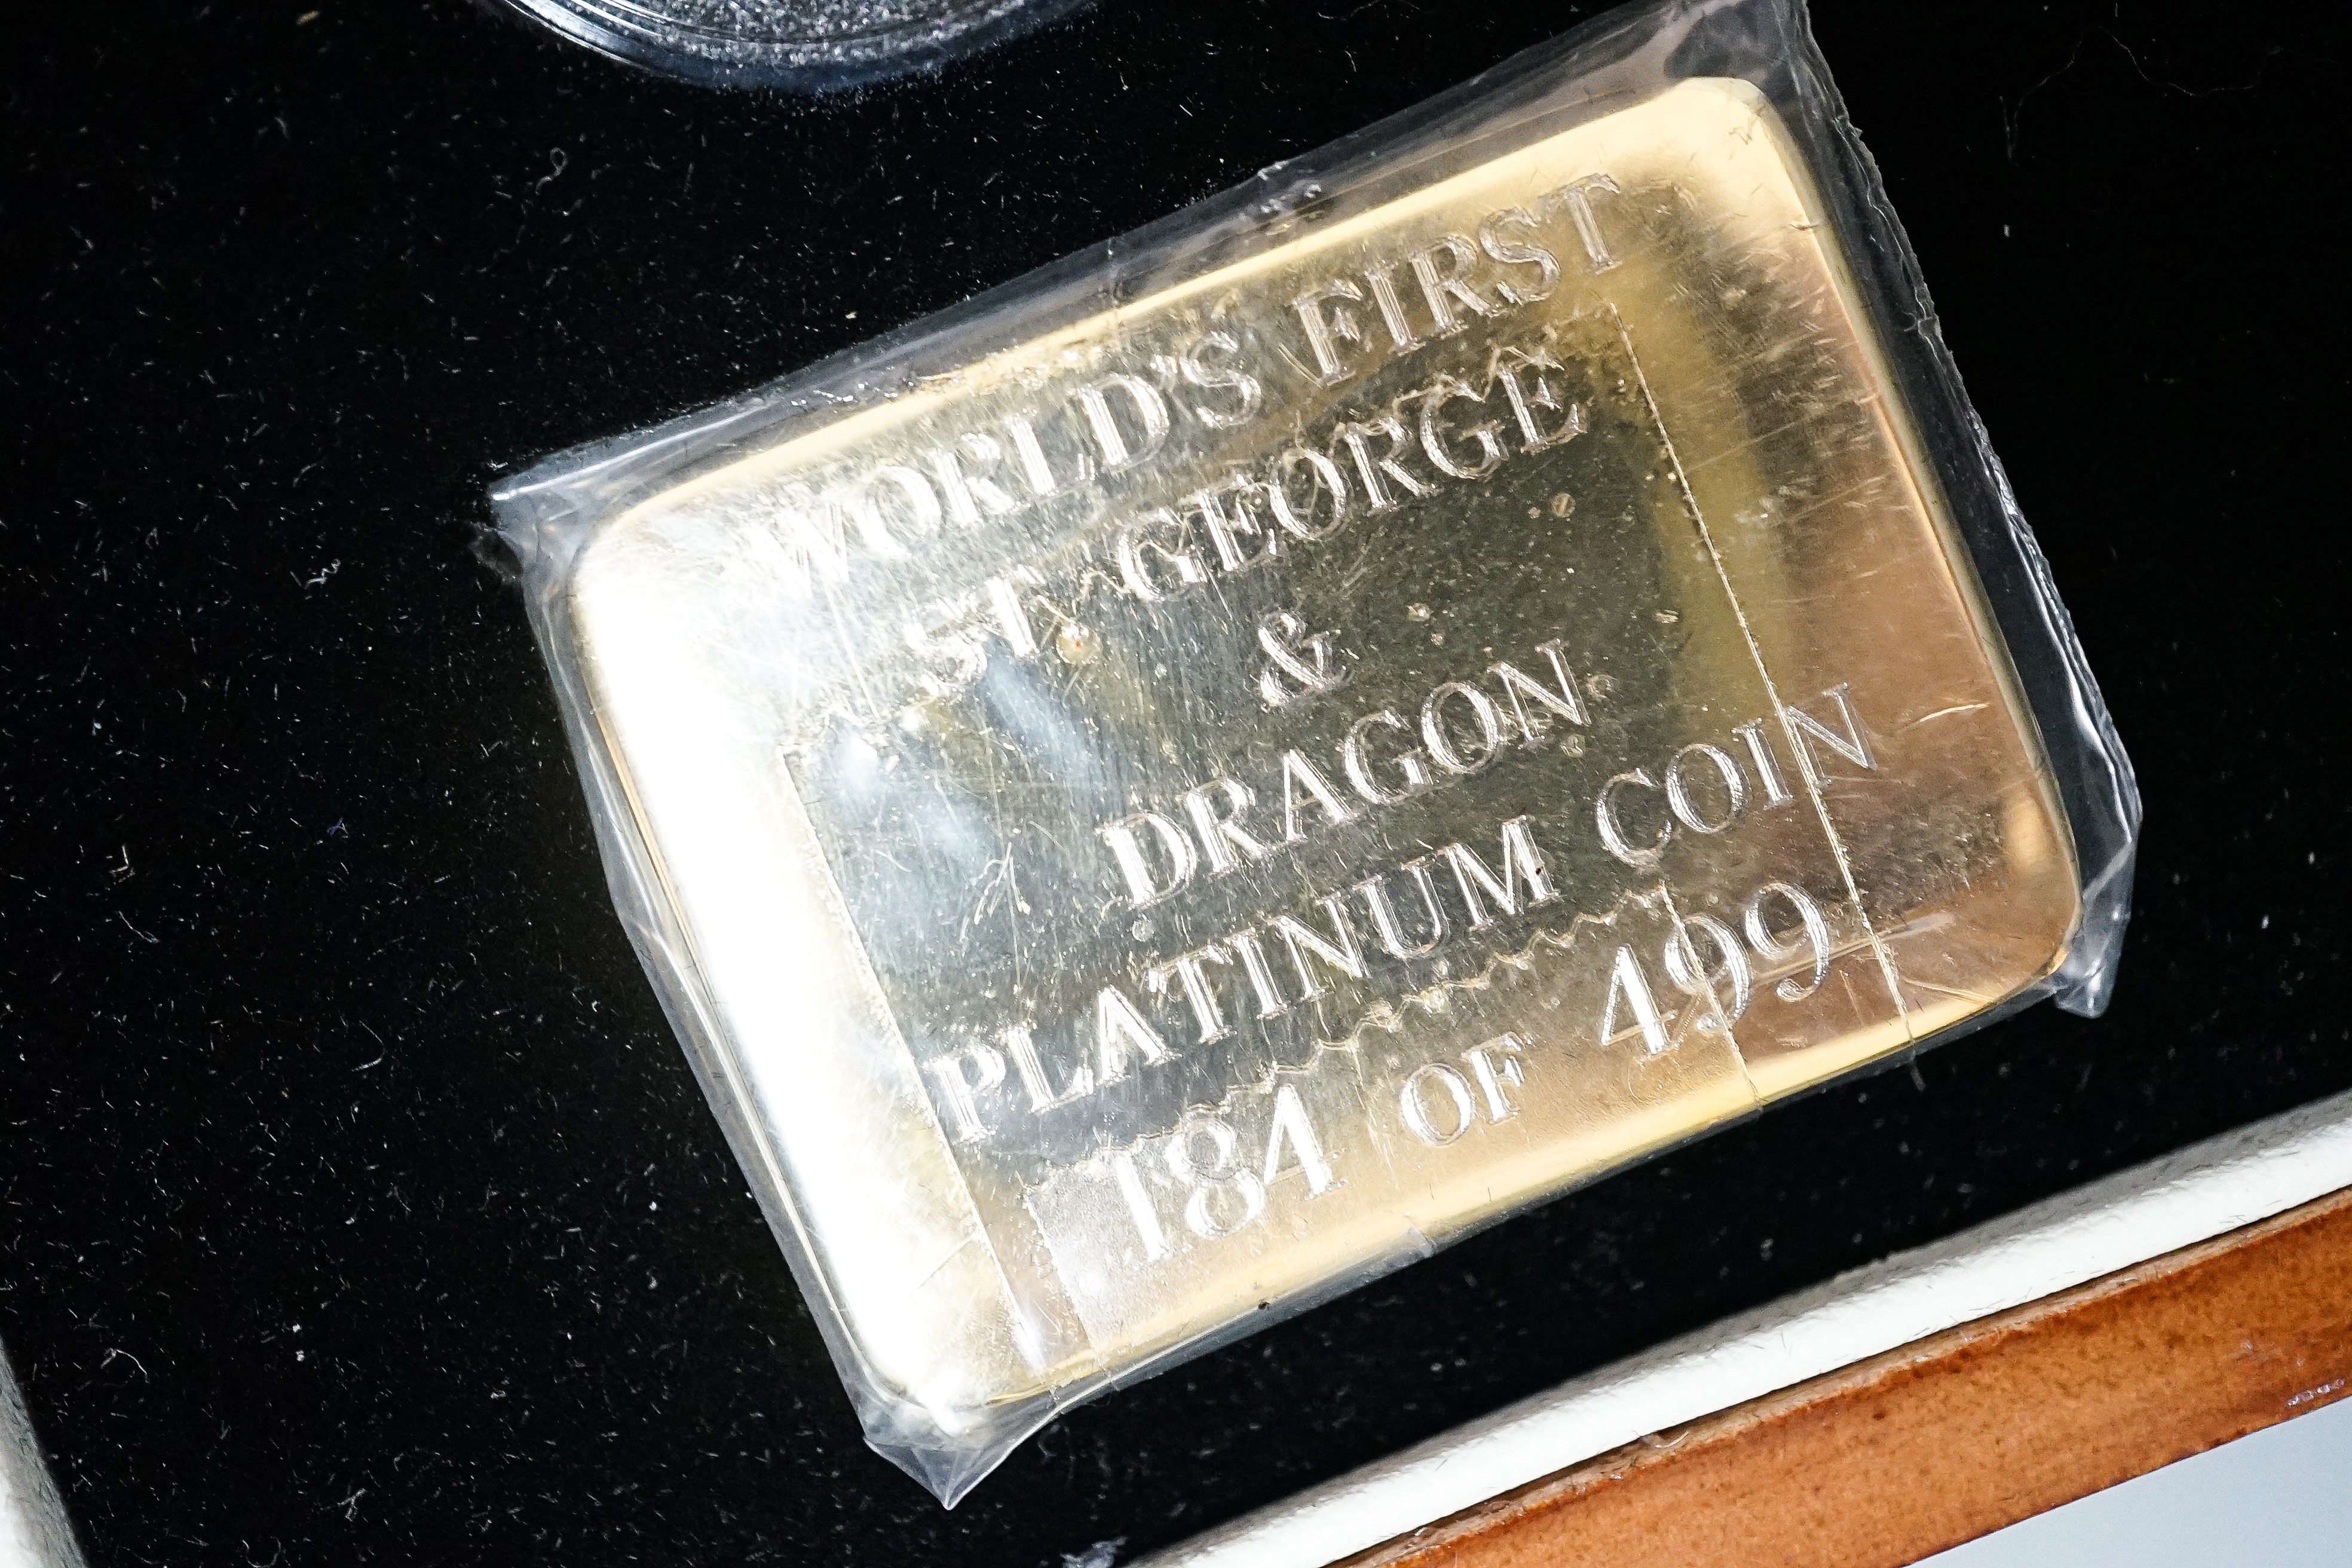 WORLD'S FIRST
ST GEORGE
&
DRAGON
PLATINUM COIN
184 OF 499